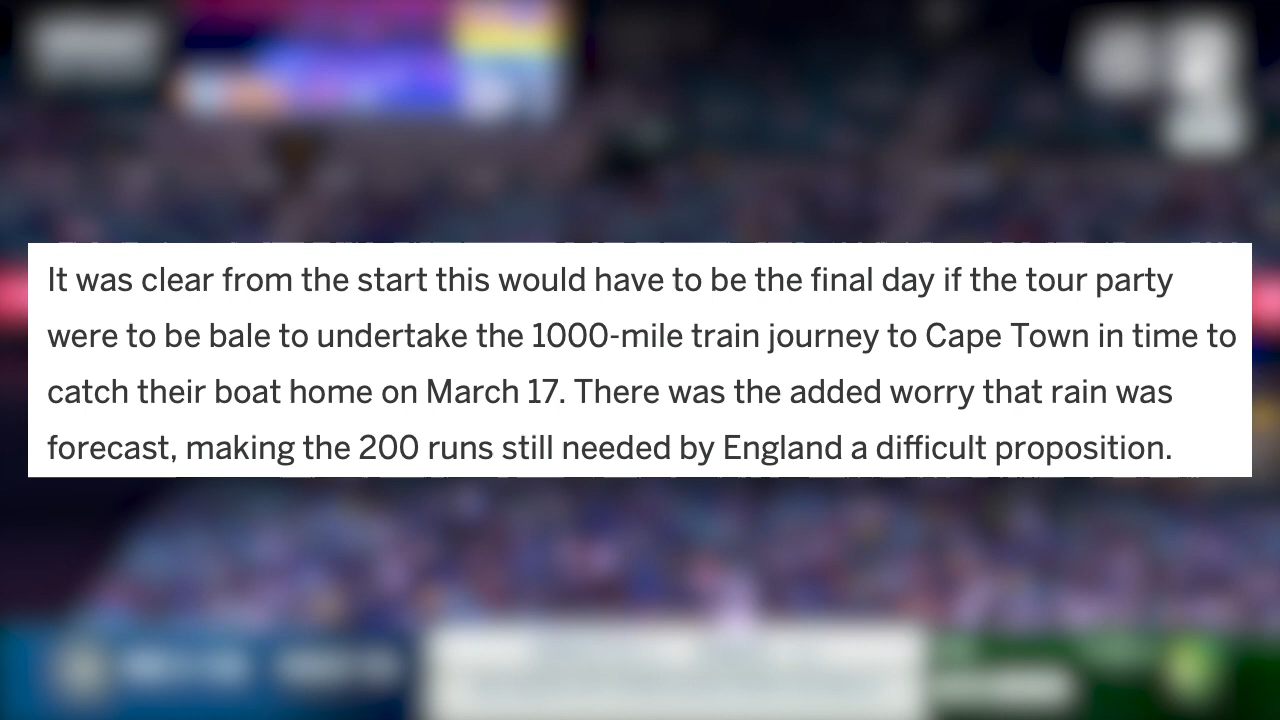 It was clear from the start this would have to be the final day if the tour party
were to be bale to undertake the 1000-mile train journey to Cape Town in time to
catch their boat home on March 17. There was the added worry that rain was
forecast, making the 200 runs still needed by England a difficult proposition.